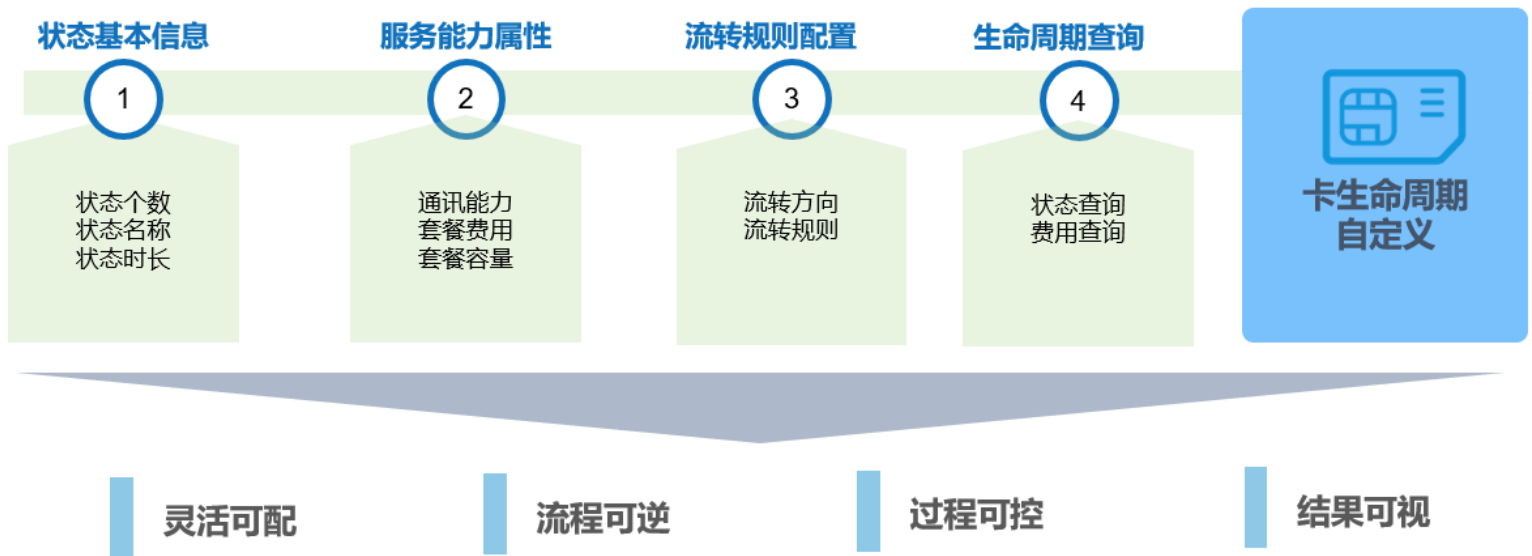 状态基本信息
服务能力属性
流转规则配置
生命周期查询
1
2
3
4
状态个数
状态名称
状态时长
通讯能力
套餐费用
套餐容量
流转方向
流转规则
状态查询
费用查询
卡生命周期
自定义
灵活可配
流程可逆
过程可控
结果可视